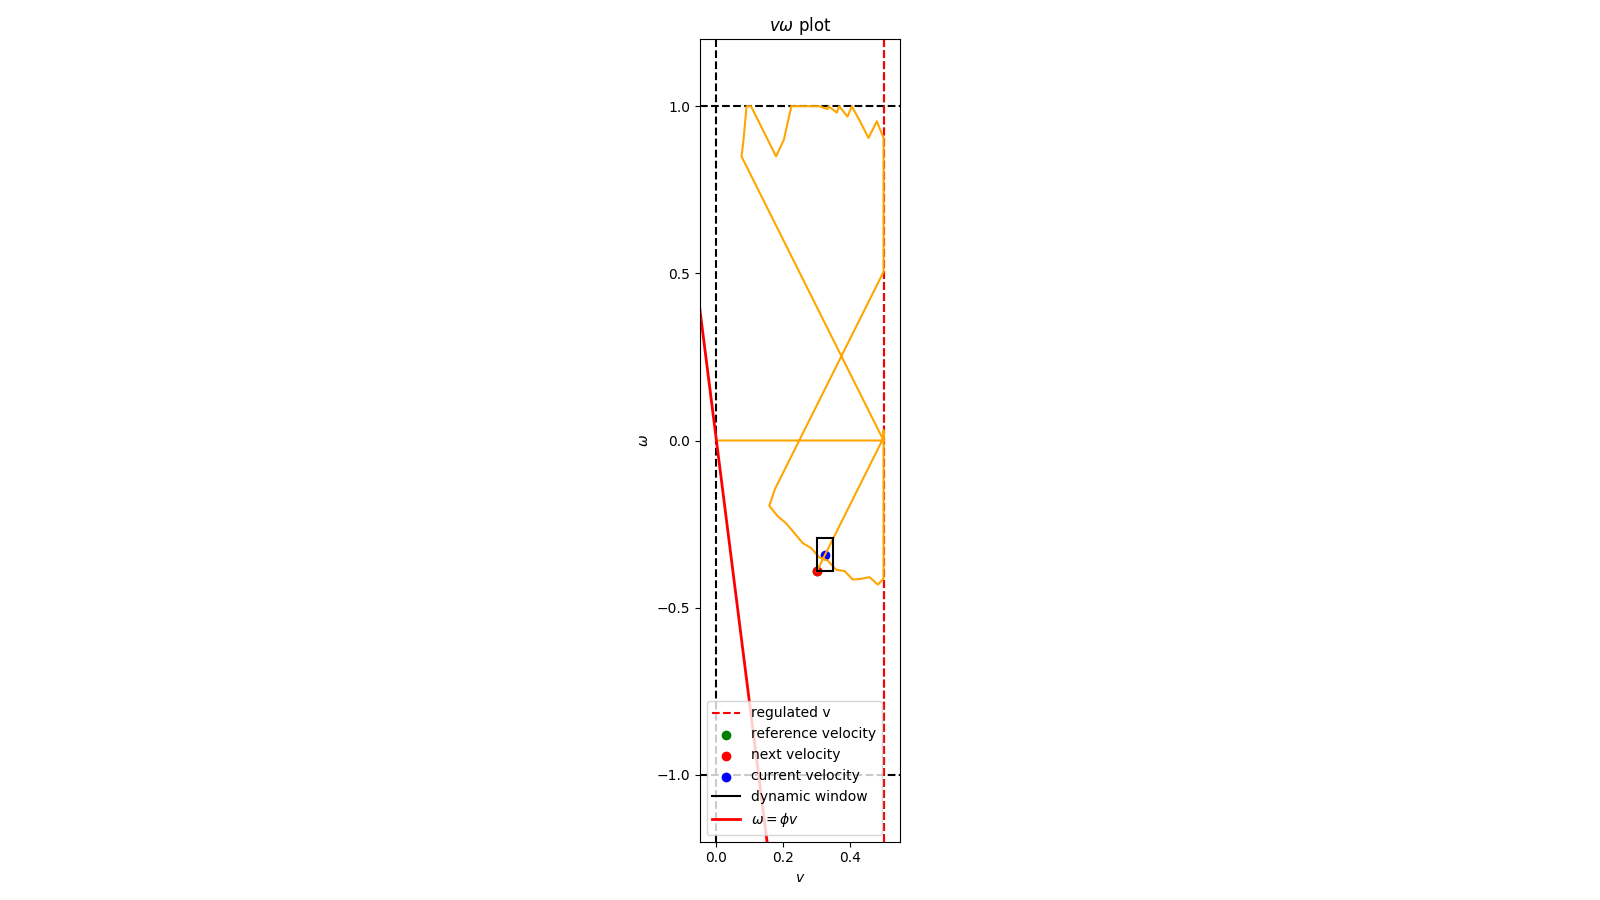 vω plot
1.0
0.5
0.0
−0.5
−1.0
ω
regulated v
reference velocity
next velocity
current velocity
dynamic window
ω = ϕv
0.0 0.2 0.4
v